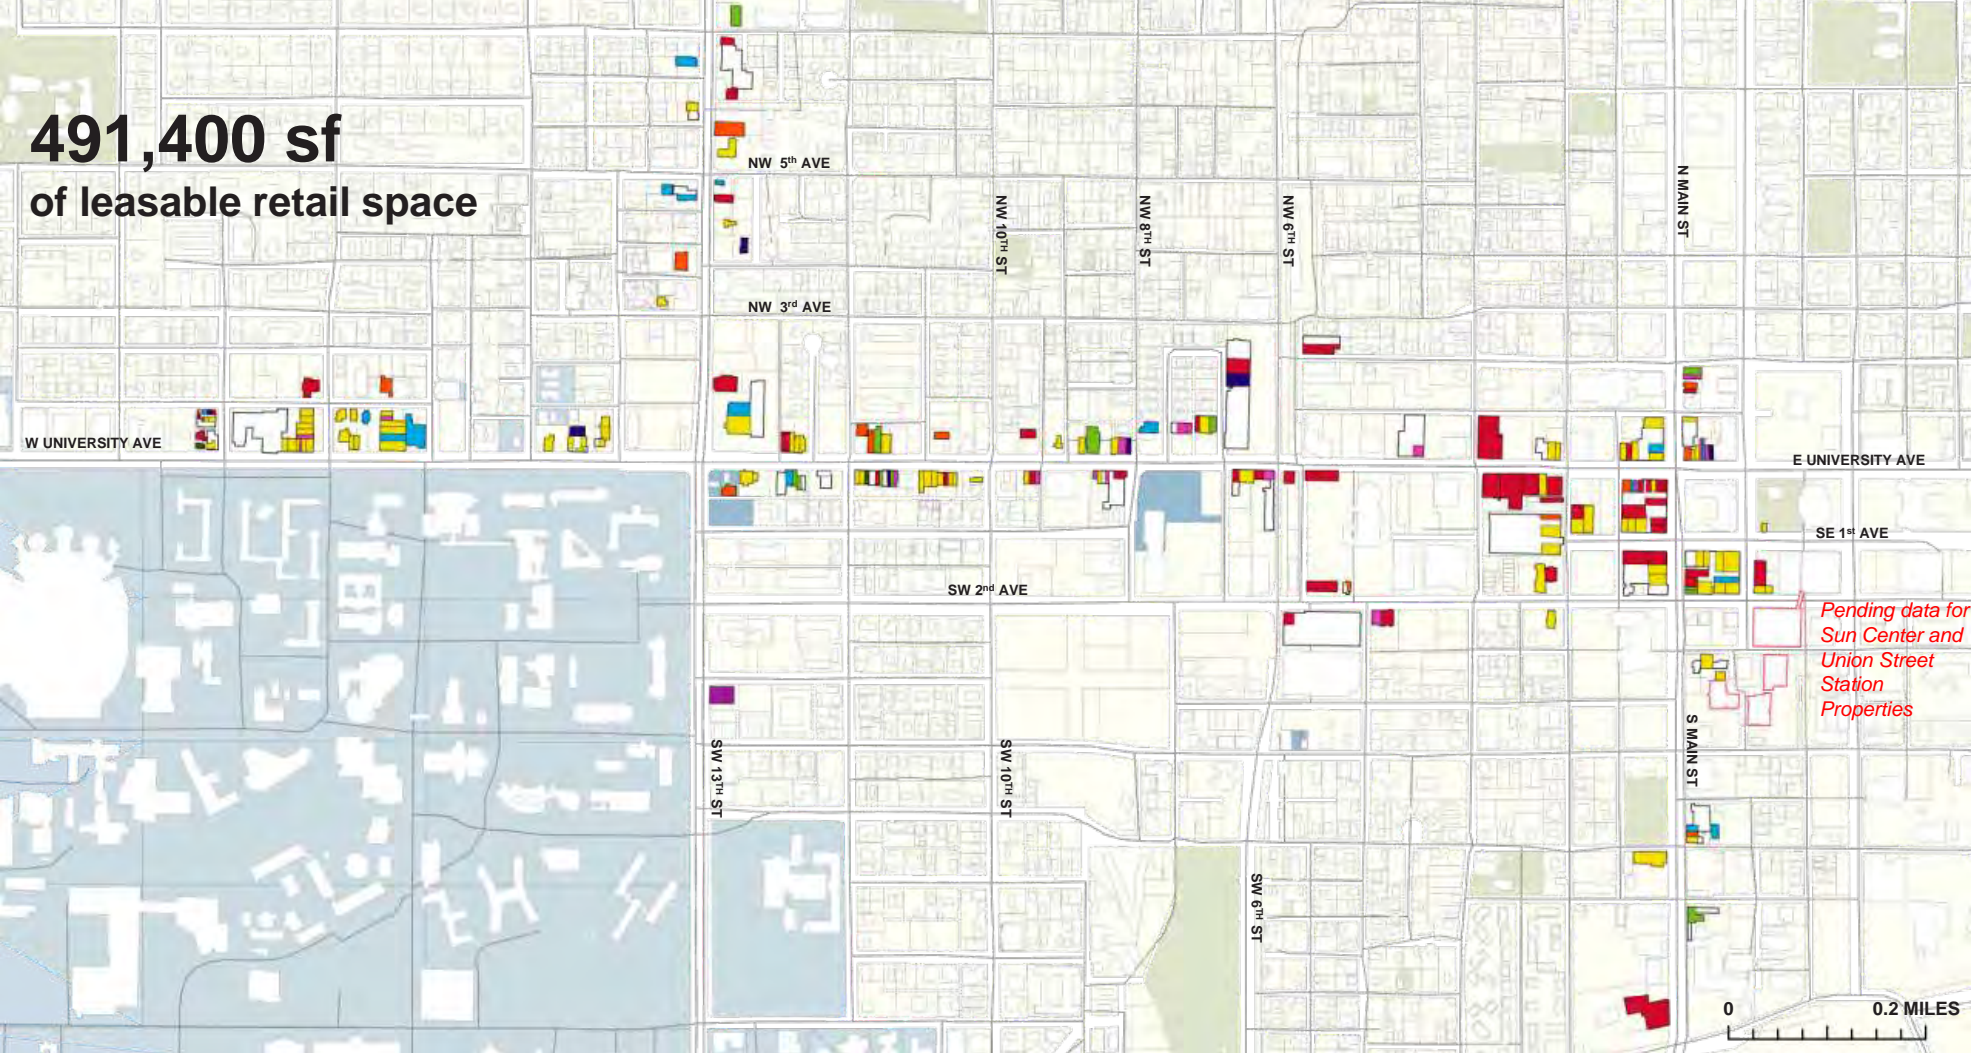 491,400 sf
of leasable retail space
NW 5th AVE
NW 10TH ST
NW 8TH ST
NW 6TH ST
N MAIN ST
NW 3rd AVE
W UNIVERSITY AVE
E UNIVERSITY AVE
SE 1st AVE
SW 2nd AVE
Pending data for
Sun Center and
Union Street
Station
Properties
SW 13TH ST
SW 10TH ST
S MAIN ST
SW 6TH ST
0 0.2 MILES